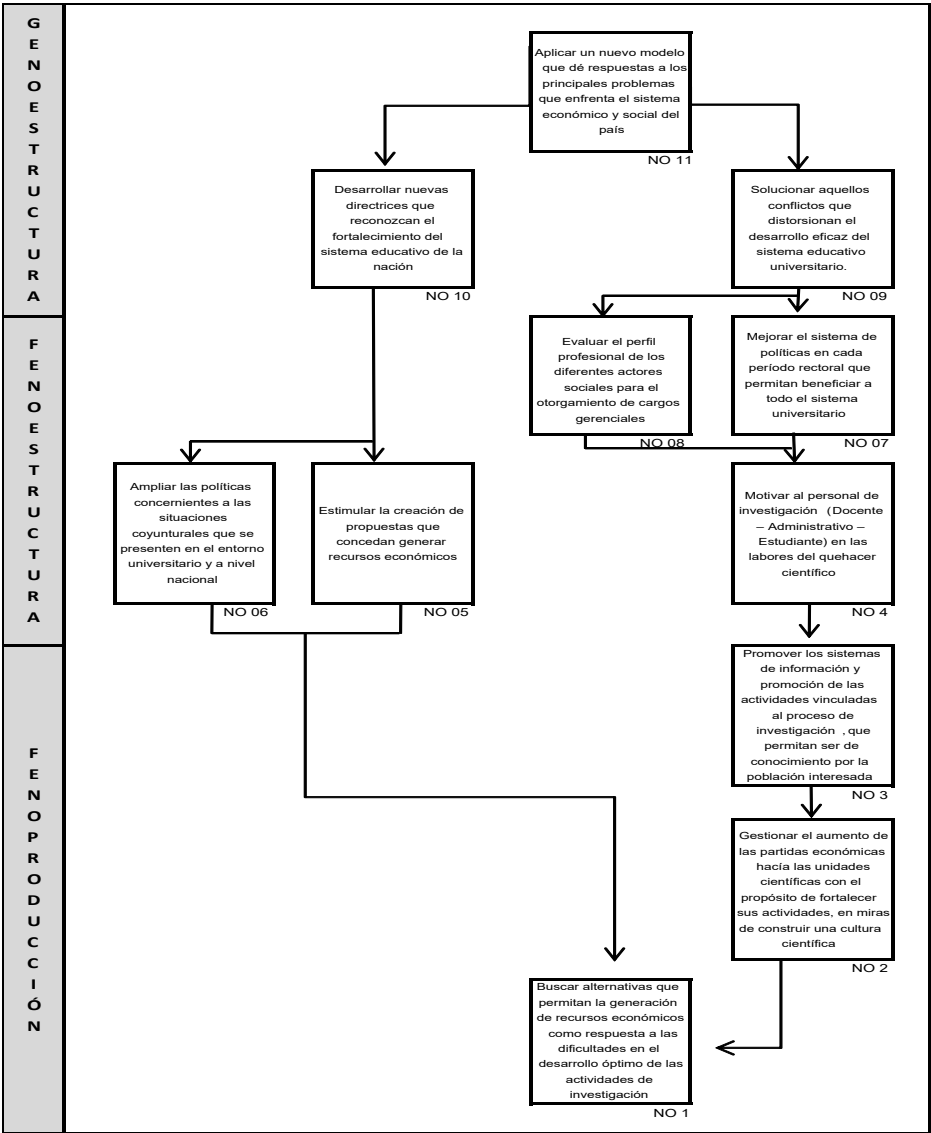 GENOESTRUCTURA
Aplicar un nuevo modelo
que dé respuestas a los
principales problemas
que enfrenta el sistema
económico y social del
país
NO 11
Desarrollar nuevas
directrices que
reconozcan el
fortalecimiento del
sistema educativo de la
nación
NO 10
Solucionar aquellos
conflictos que
distorsionan el
desarrollo eficaz del
sistema educativo
universitario.
NO 09
FENOESTRUCTURA
Evaluar el perfil
profesional de los
diferentes actores
sociales para el
otorgamiento de cargos
gerenciales
NO 08
Mejorar el sistema de
políticas en cada
período rectoral que
permitan beneficiar a
todo el sistema
universitario
NO 07
Ampliar las políticas
concernientes a las
situaciones
coyunturales que se
presenten en el entorno
universitario y a nivel
nacional
NO 06
Estimular la creación de
propuestas que
concedan generar
recursos económicos
NO 05
Motivar al personal de
investigación (Docente
– Administrativo –
Estudiante) en las
labores del quehacer
científico
NO 4
FENOPRODUCCIÓN
Promover los sistemas
de información y
promoción de las
actividades vinculadas
al proceso de
investigación , que
permitan ser de
conocimiento por la
población interesada
NO 3
Gestionar el aumento de
las partidas económicas
hacía las unidades
científicas con el
propósito de fortalecer
sus actividades, en miras
de construir una cultura
científica
NO 2
Buscar alternativas que
permitan la generación
de recursos económicos
como respuesta a las
dificultades en el
desarrollo óptimo de las
actividades de
investigación
NO 1